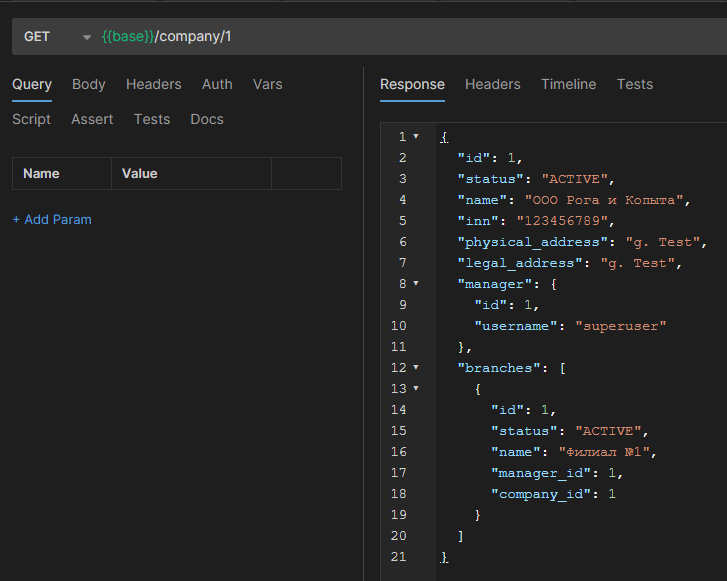 GET {{base}}/company/1
Query Body Headers Auth Vars
Script Assert Tests Docs
Name Value
+ Add Param
Response Headers Timeline Tests
1 {
2 "id": 1,
3 "status": "ACTIVE",
4 "name": "ООО Рога и Копыта",
5 "inn": "123456789",
6 "physical_address": "g. Test",
7 "legal_address": "g. Test",
8 "manager": {
9 "id": 1,
10 "username": "superuser"
11 },
12 "branches": [
13 {
14 "id": 1,
15 "status": "ACTIVE",
16 "name": "Филиал №1",
17 "manager_id": 1,
18 "company_id": 1
19 }
20 ]
21 }